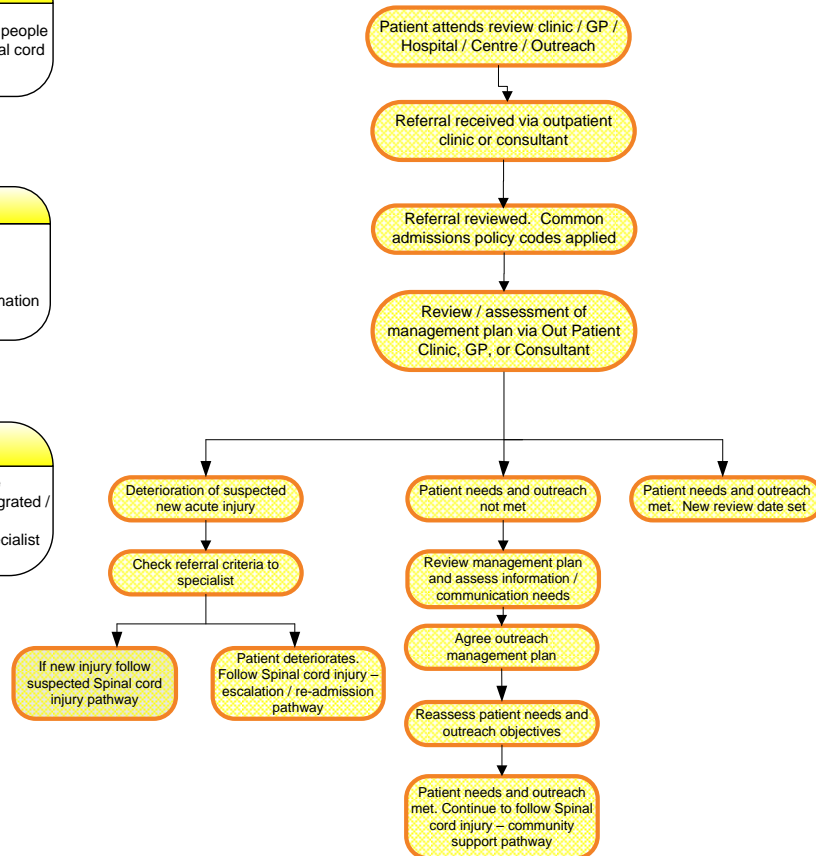 people
al cord
nation
grated /
cialist
Patient attends review clinic / GP /
Hospital / Centre / Outreach
Referral received via outpatient
clinic or consultant
Referral reviewed.  Common
admissions policy codes applied
Review / assessment of
management plan via Out Patient
Clinic, GP, or Consultant
Deterioration of suspected
new acute injury
Patient needs and outreach
not met
Patient needs and outreach
met.  New review date set
Check referral criteria to
specialist
Review management plan
and assess information /
communication needs
If new injury follow
suspected Spinal cord
injury pathway
Patient deteriorates.
Follow Spinal cord injury –
escalation / re-admission
pathway
Agree outreach
management plan
Reassess patient needs and
outreach objectives
Patient needs and outreach
met. Continue to follow Spinal
cord injury – community
support pathway